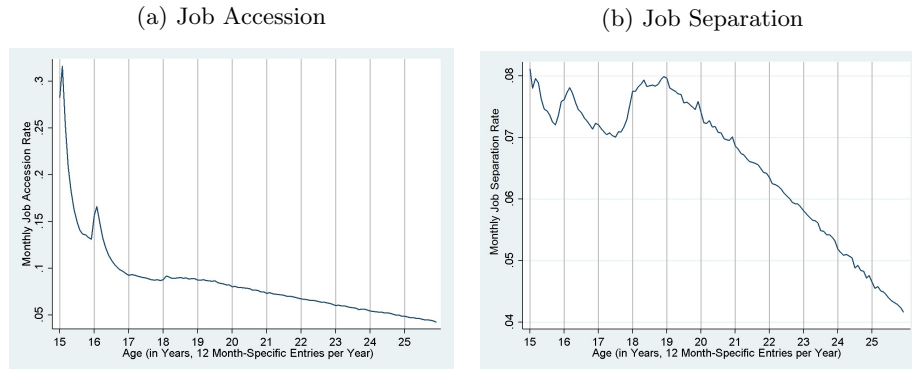 (a) Job Accession
Monthly Job Accession Rate
.3
.25
.2
.15
.1
.05
15 16 17 18 19 20 21 22 23 24 25
Age (in Years, 12 Month-Specific Entries per Year)
(b) Job Separation
Monthly Job Separation Rate
.08
.07
.06
.05
.04
15 16 17 18 19 20 21 22 23 24 25
Age (in Years, 12 Month-Specific Entries per Year)